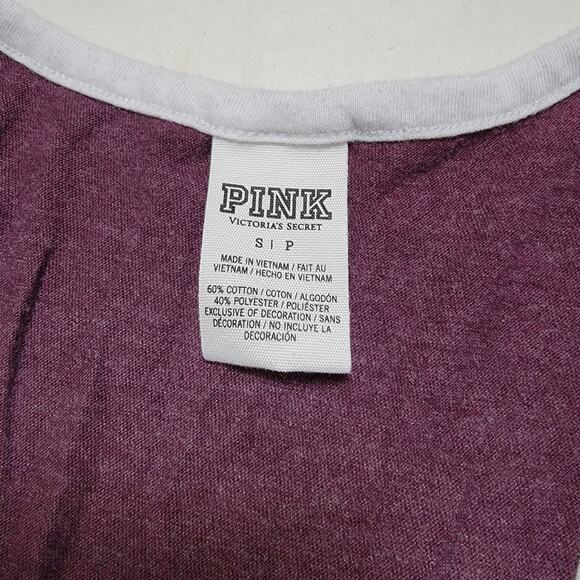 PINK
VICTORIA'S SECRET
S | P
MADE IN VIETNAM / FAIT AU
VIETNAM / HECHO EN VIETNAM
60% COTTON / COTON / ALGODÓN
40% POLYESTER / POLIÉSTER
EXCLUSIVE OF DECORATION / SANS
DÉCORATION / NO INCLUYE LA
DECORACIÓN